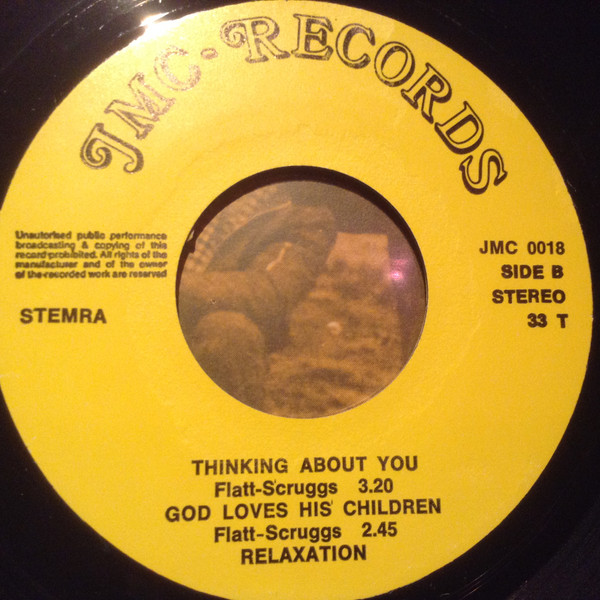 JMC-RECORDS
Unautorised public performance
broadcasting & copying of this
record prohibited. All rights of the
manufacturer and of the owner
of the recorded work are reserved
STEMRA
JMC 0018
SIDE B
STEREO
33 T
THINKING ABOUT YOU
Flatt-Scruggs 3.20
GOD LOVES HIS CHILDREN
Flatt-Scruggs 2.45
RELAXATION